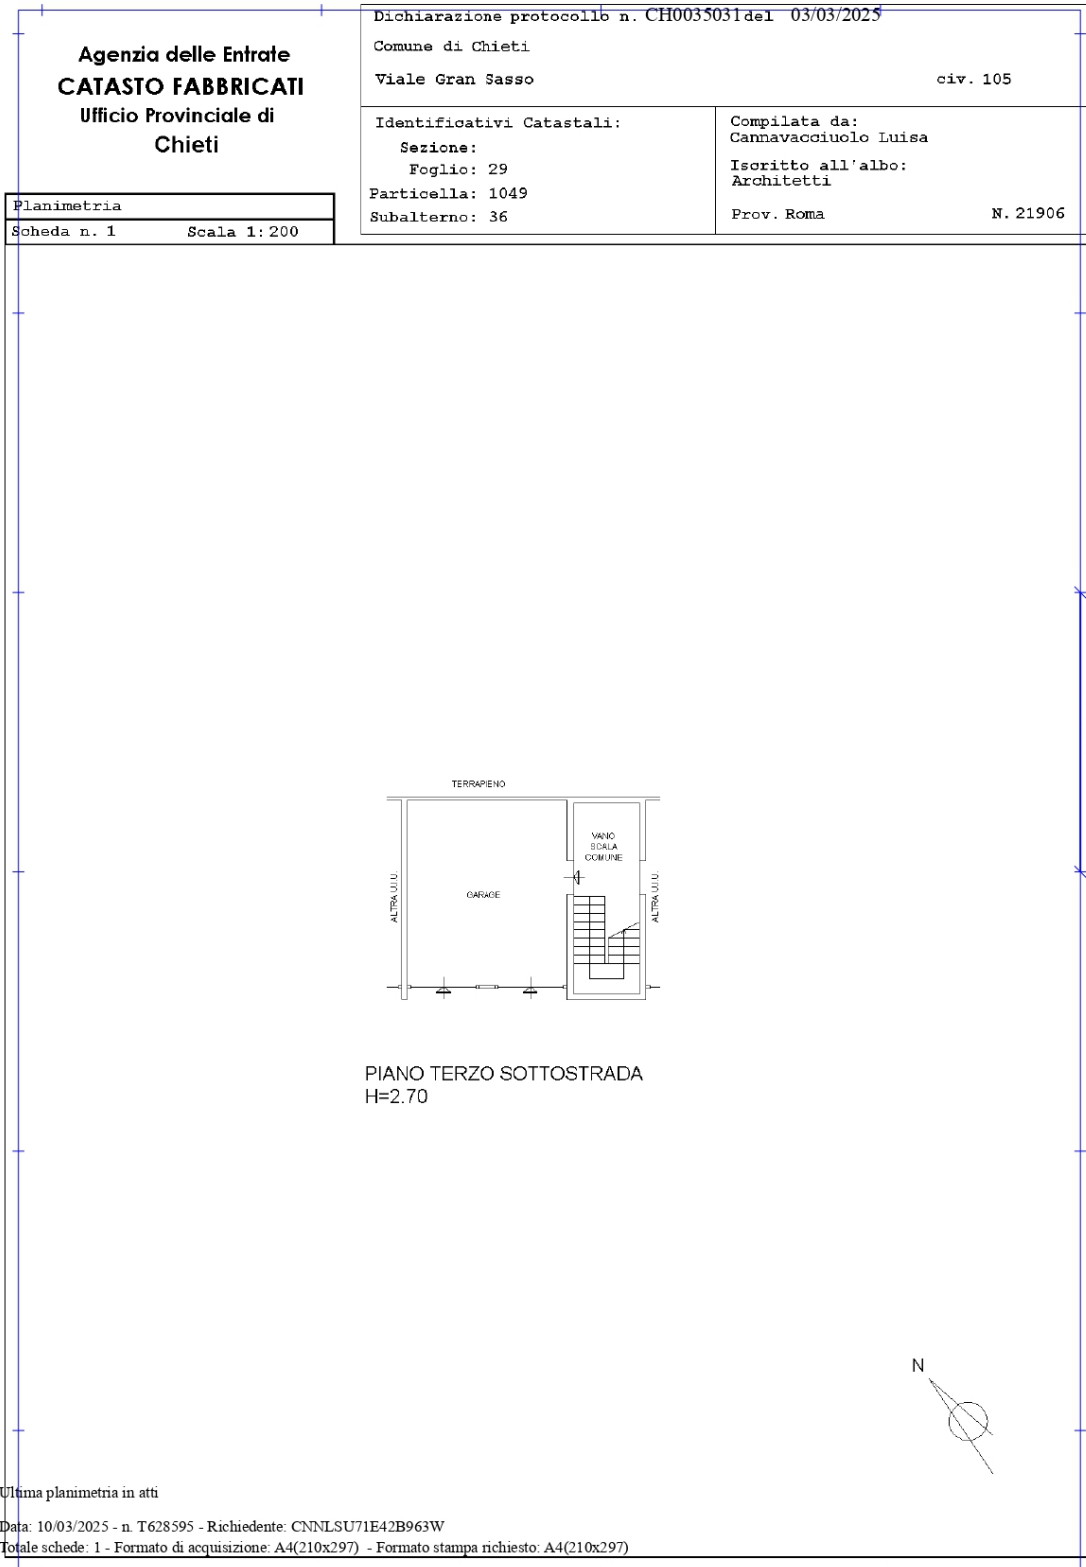 Agenzia delle Entrate
CATASTO FABBRICATI
Ufficio Provinciale di
Chieti
Planimetria
Scheda n. 1 Scala 1:200
Dichiarazione protocollo n. CH0035031 del 03/03/2025
Comune di Chieti
Viale Gran Sasso civ. 105
Identificativi Catastali:
Sezione:
Foglio: 29
Particella: 1049
Subalterno: 36
Compilata da:
Cannavacciuolo Luisa
Iscritto all'albo:
Architetti
Prov. Roma N. 21906
TERRAPIENO
VANO
SCALA
COMUNE
ALTRA U.I.U.
GARAGE
ALTRA U.I.U.
PIANO TERZO SOTTOSTRADA
H=2.70
N
Ultima planimetria in atti
Data: 10/03/2025 - n. T628595 - Richiedente: CNNLSU71E42B963W
Totale schede: 1 - Formato di acquisizione: A4(210x297) - Formato stampa richiesto: A4(210x297)